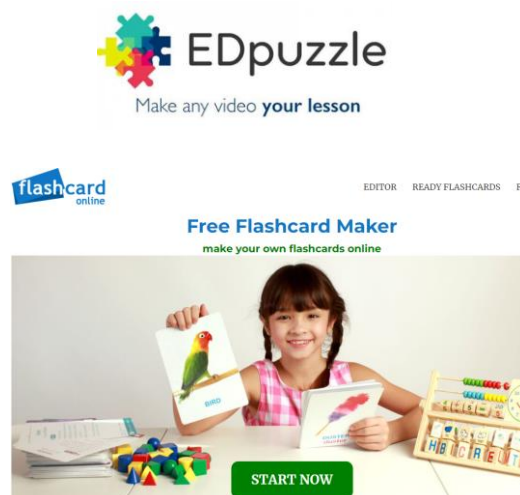 EDpuzzle
Make any video your lesson
flashcard
online
EDITOR READY FLASHCARDS
Free Flashcard Maker
make your own flashcards online
BIRD
START NOW